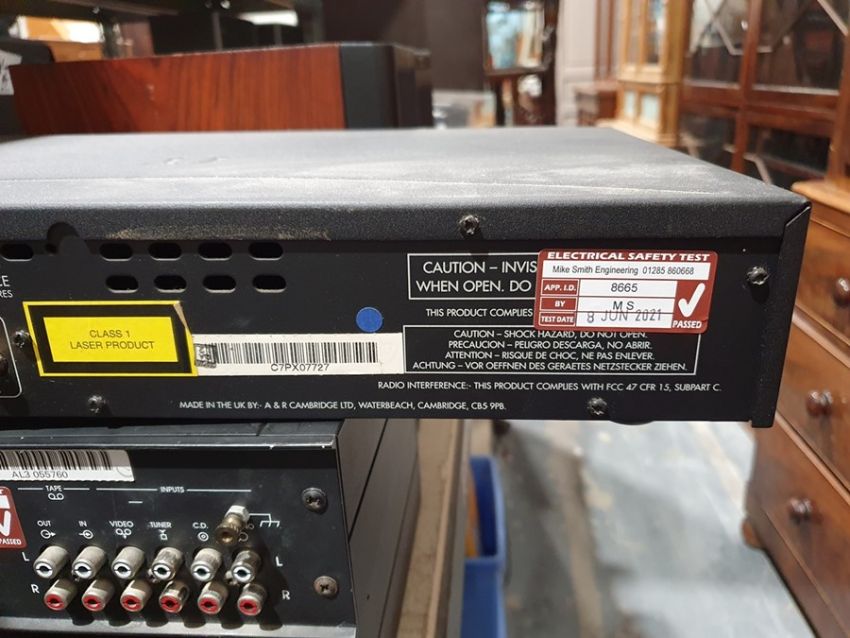 CAUTION – INVIS
WHEN OPEN. DO
THIS PRODUCT COMPLIES
ELECTRICAL SAFETY TEST
Mike Smith Engineering 01285 860668
APP. I.D. 8665
BY M S
TEST DATE 8 JUN 2021
PASSED
CE
RES
CLASS 1
LASER PRODUCT
C7PX07727
CAUTION – SHOCK HAZARD, DO NOT OPEN.
PRECAUCION – PELIGRO DESCARGA, NO ABRIR.
ATTENTION – RISQUE DE CHOC, NE PAS ENLEVER.
ACHTUNG – VOR OEFFNEN DES GERAETES NETZSTECKER ZIEHEN.
RADIO INTERFERENCE:- THIS PRODUCT COMPLIES WITH FCC 47 CFR 15, SUBPART C.
MADE IN THE UK BY:- A & R CAMBRIDGE LTD, WATERBEACH, CAMBRIDGE, CB5 9PB.
AL3 055760
PASSED
TAPE
INPUTS
OUT IN VIDEO TUNER C.D.
L L
R R